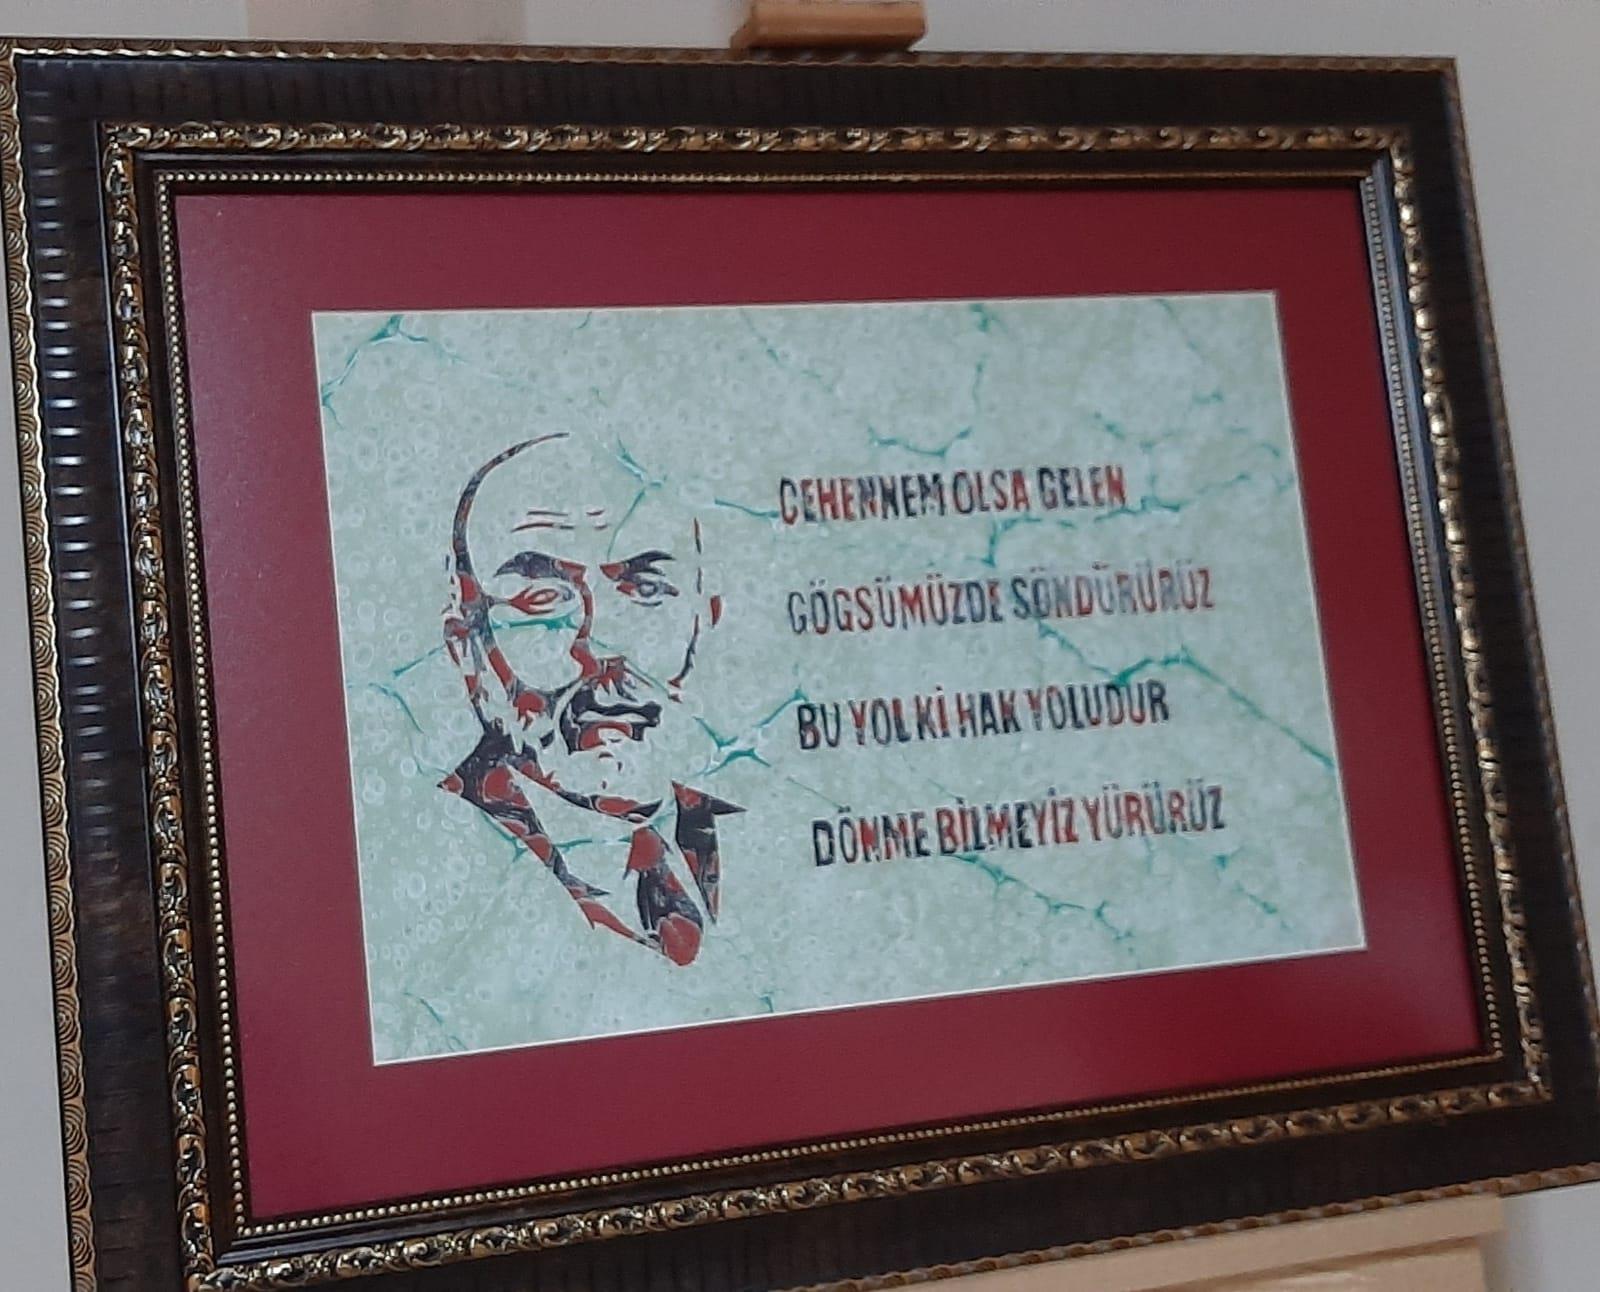 CEHENNEM OLSA GELEN
GÖGSÜMÜZDE SÖNDÜRÜRÜZ
BU YOL Kİ HAK YOLUDUR
DÖNME BİLMEYİZ YÜRÜRÜZ